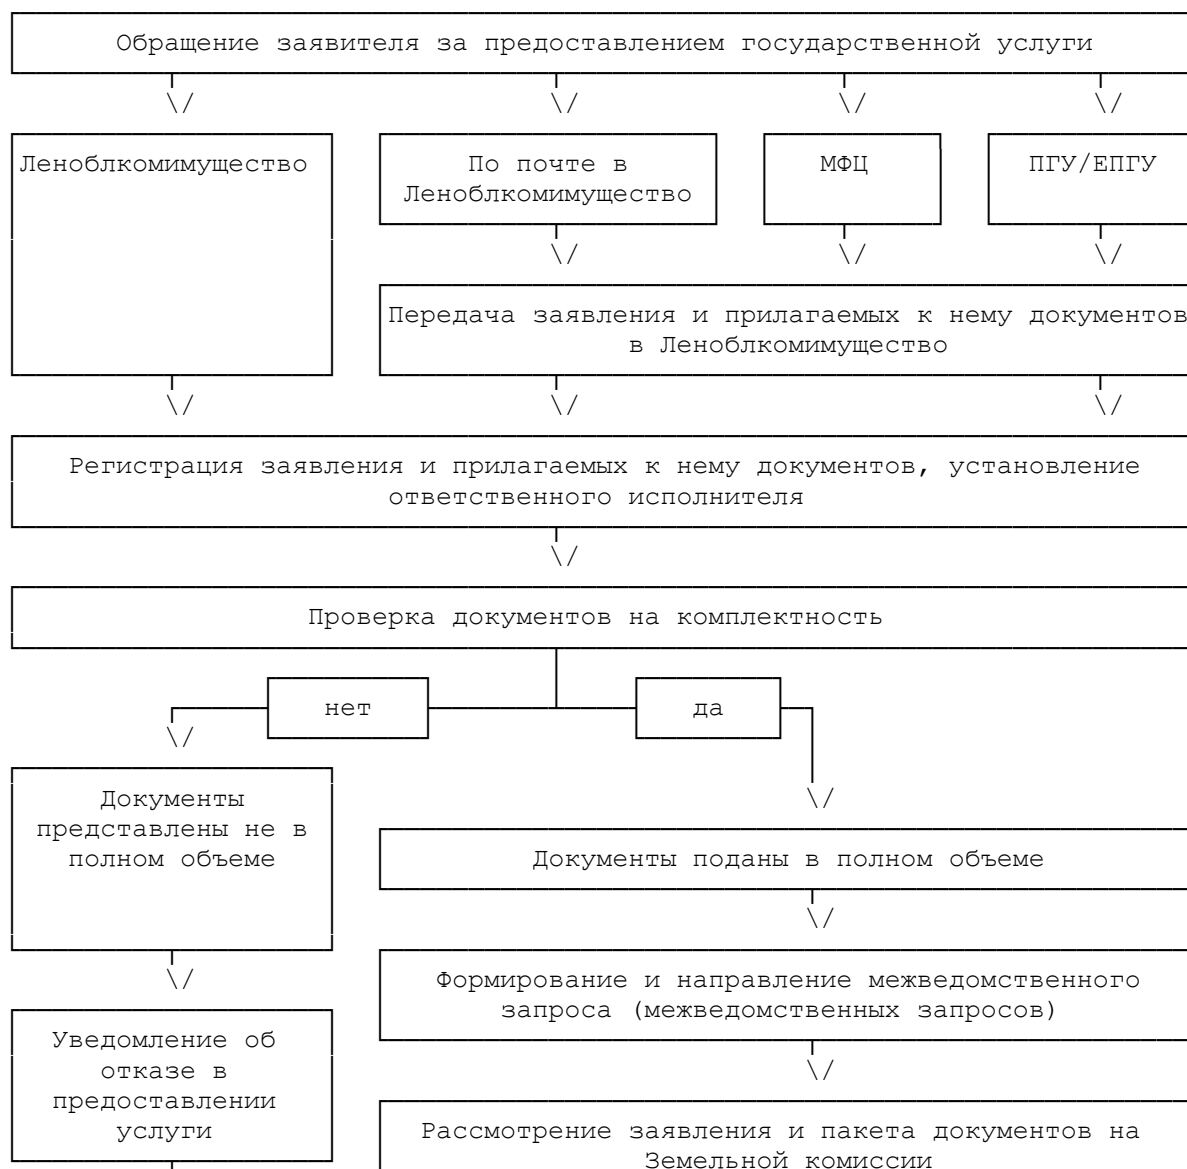 Обращение заявителя за предоставлением государственной услуги
\/ \/ \/ \/
Леноблкомимущество
По почте в
Леноблкомимущество
МФЦ
ПГУ/ЕПГУ
\/ \/ \/
Передача заявления и прилагаемых к нему документов
в Леноблкомимущество
\/ \/ \/
Регистрация заявления и прилагаемых к нему документов, установление
ответственного исполнителя
\/
Проверка документов на комплектность
нет
да
\/
\/
Документы
представлены не в
полном объеме
Документы поданы в полном объеме
\/
\/
Формирование и направление межведомственного
запроса (межведомственных запросов)
Уведомление об
отказе в
предоставлении
услуги
\/
Рассмотрение заявления и пакета документов на
Земельной комиссии